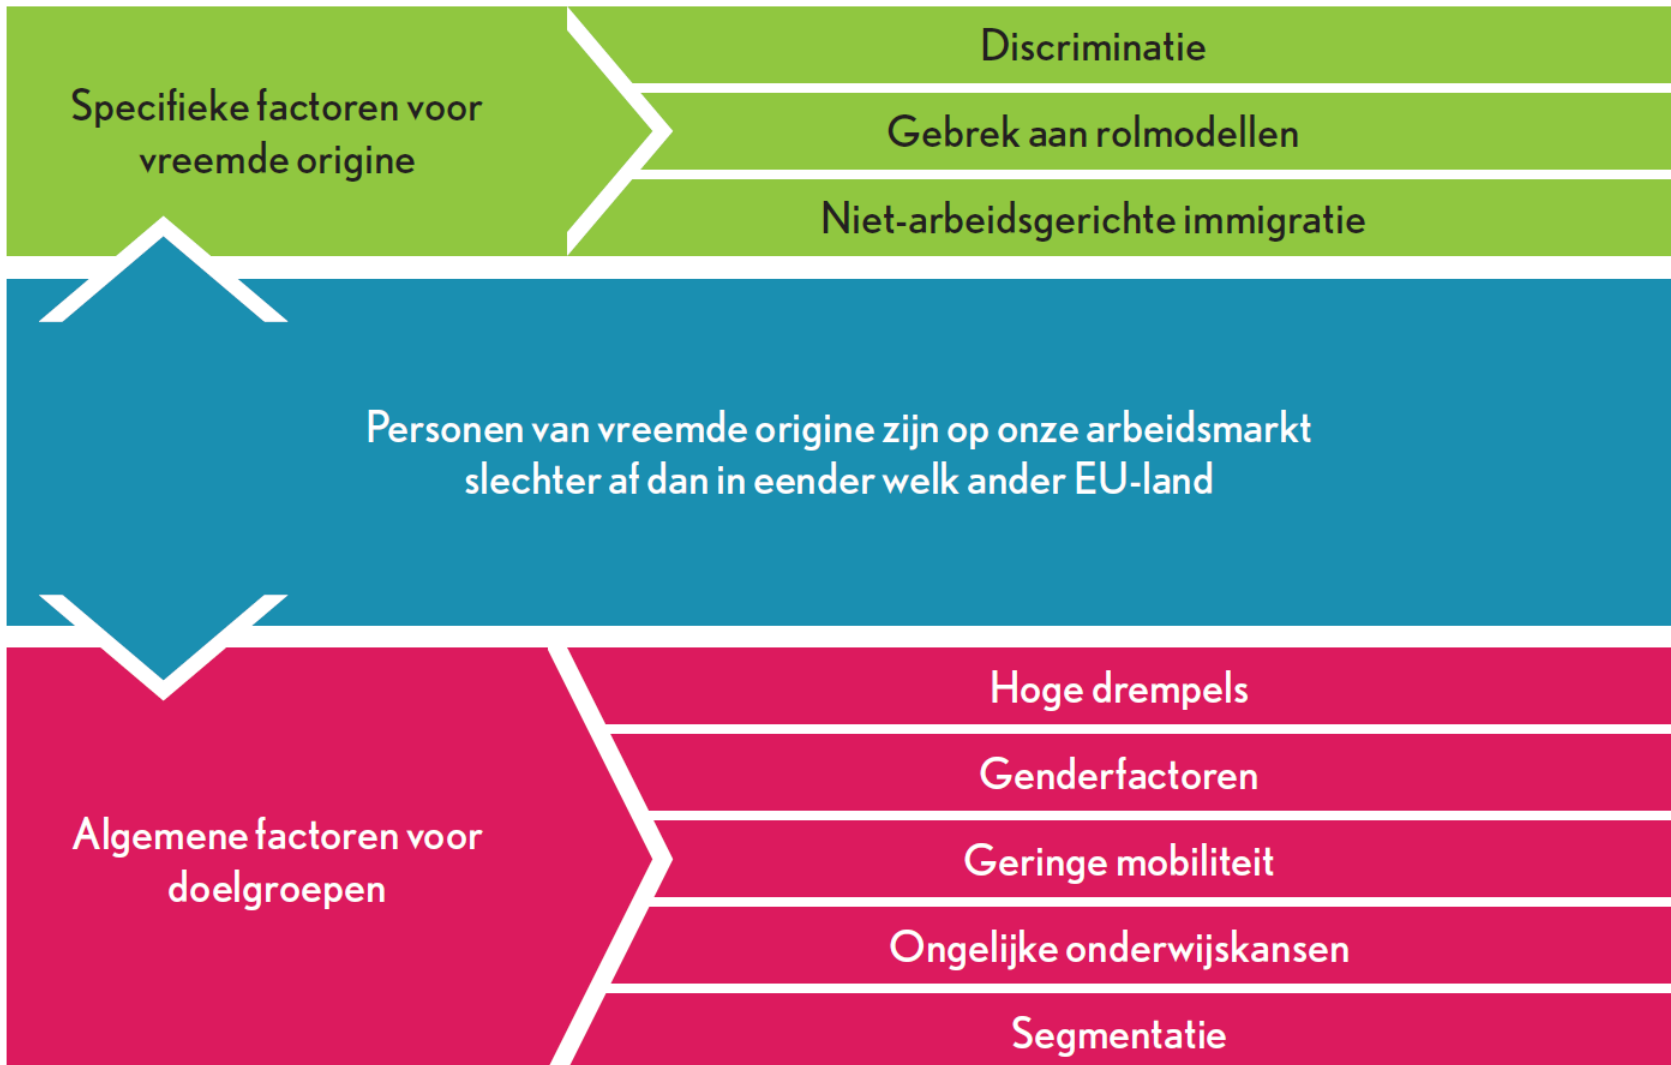 Specifieke factoren voor
vreemde origine
Discriminatie
Gebrek aan rolmodellen
Niet-arbeidsgerichte immigratie
Personen van vreemde origine zijn op onze arbeidsmarkt
slechter af dan in eender welk ander EU-land
Algemene factoren voor
doelgroepen
Hoge drempels
Genderfactoren
Geringe mobiliteit
Ongelijke onderwijskansen
Segmentatie